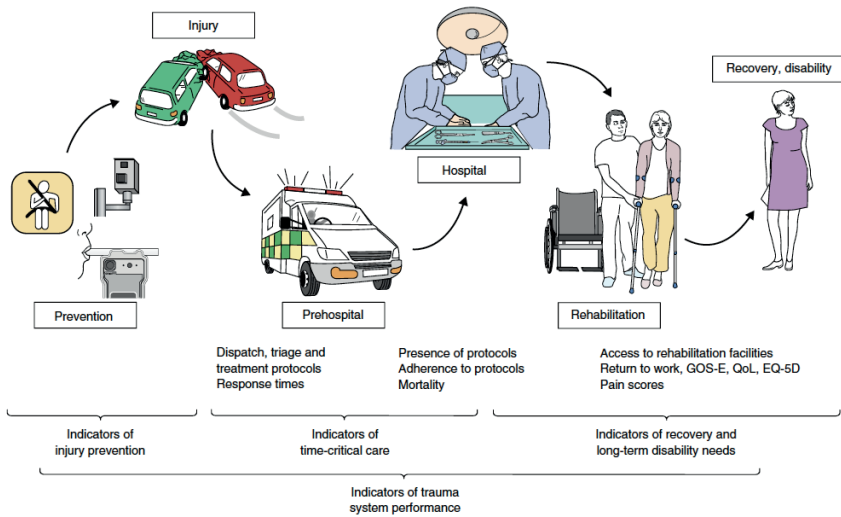 Injury
Recovery, disability
Hospital
Prevention
Prehospital
Rehabilitation
Dispatch, triage and
treatment protocols
Response times
Presence of protocols
Adherence to protocols
Mortality
Access to rehabilitation facilities
Return to work, GOS-E, QoL, EQ-5D
Pain scores
Indicators of
injury prevention
Indicators of
time-critical care
Indicators of recovery and
long-term disability needs
Indicators of trauma
system performance